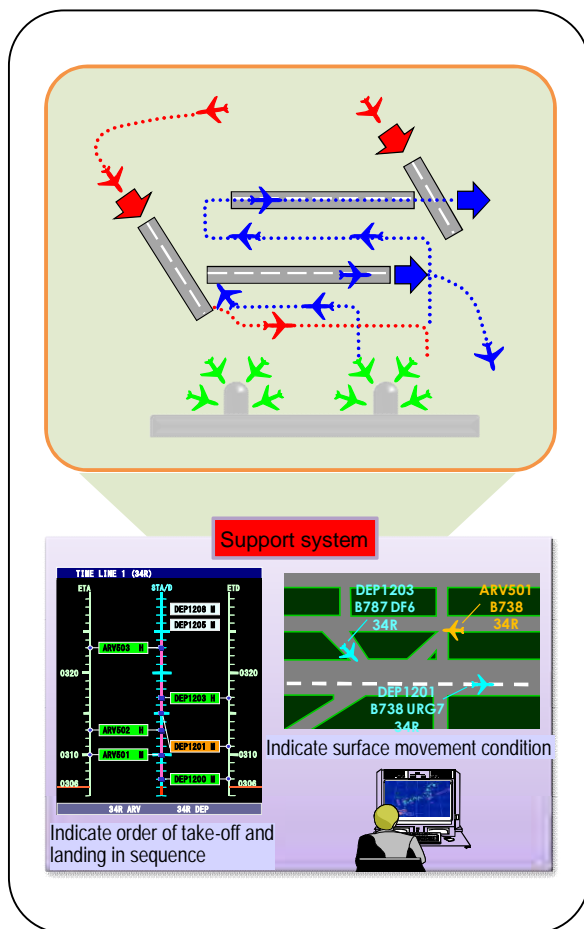 Support system
TIME LINE 1 (34R)
ETA STA/D ETD
DEP1208 M
DEP1205 M
ARV503 H
0320 0320
DEP1203 H
ARV502 H
DEP1201 M
ARV501 M
0310 0310
DEP1200 M
0306 0306
34R ARV 34R DEP
Indicate order of take-off and
landing in sequence
DEP1203
B787 DF6
34R
ARV501
B738
34R
DEP1201
B738 URG7
34R
Indicate surface movement condition